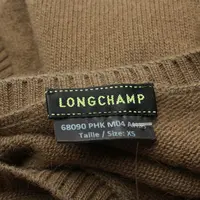 LONGCHAMP
68090 PHK M04
Taille / Size: XS